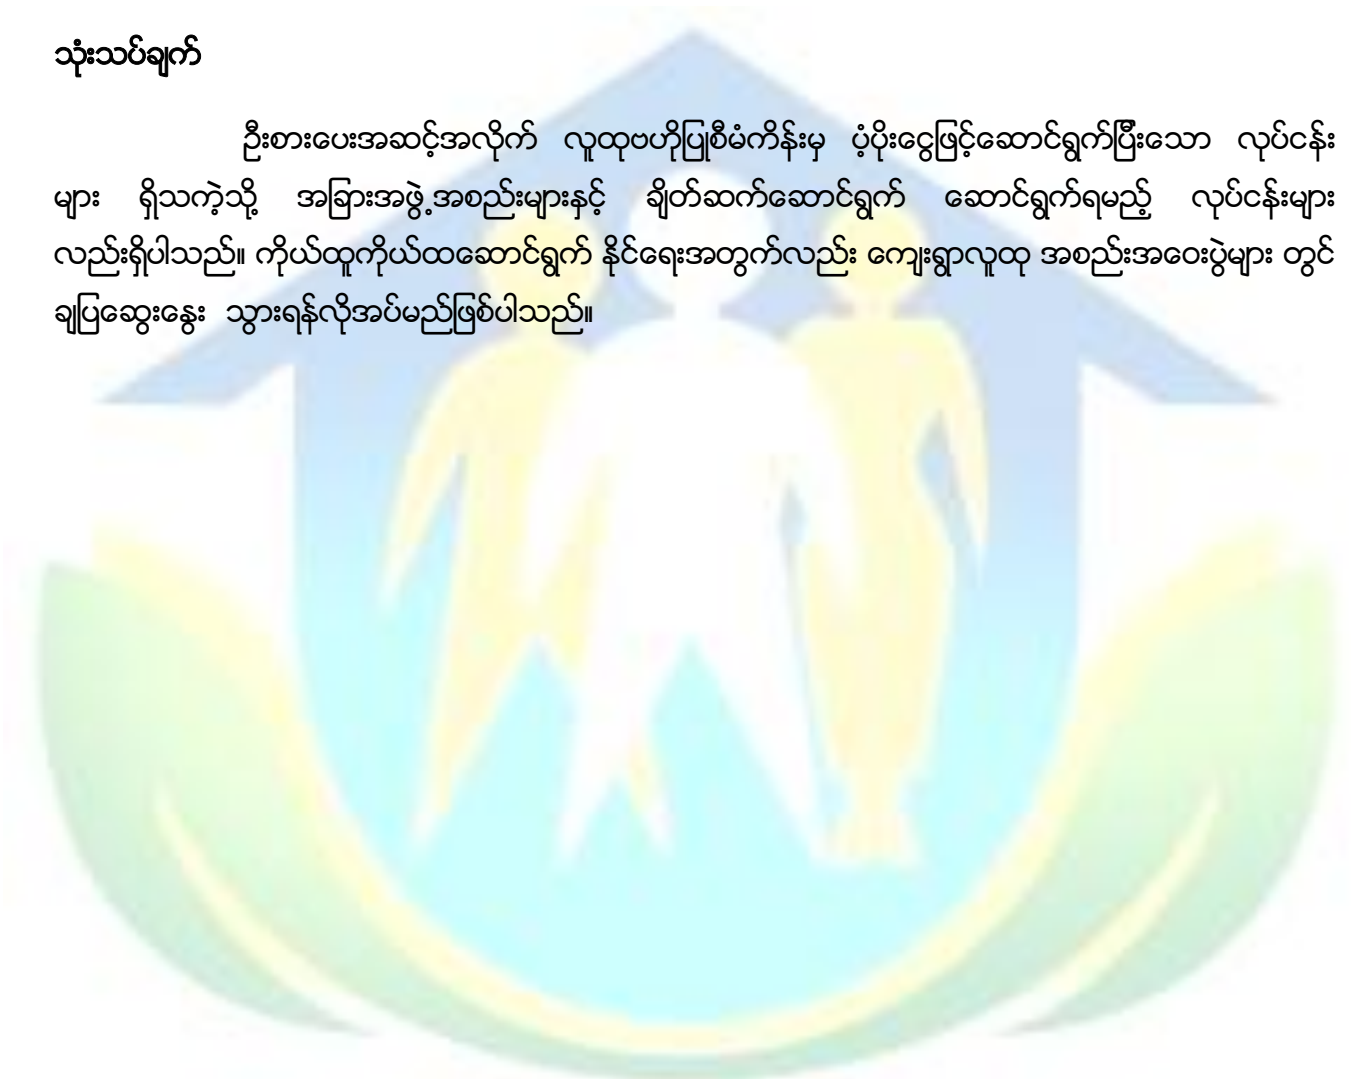 သုံးသပ်ချက်
ဦးစားပေးအဆင့်အလိုက် လူထုဗဟိုပြုစီမံကိန်းမှ ပံ့ပိုးငွေဖြင့်ဆောင်ရွက်ပြီးသော လုပ်ငန်း
များ ရှိသကဲ့သို့ အခြားအဖွဲ့အစည်းများနှင့် ချိတ်ဆက်ဆောင်ရွက် ဆောင်ရွက်ရမည့် လုပ်ငန်းများ
လည်းရှိပါသည်။ ကိုယ်ထူကိုယ်ထဆောင်ရွက် နိုင်ရေးအတွက်လည်း ကျေးရွာလူထု အစည်းအဝေးပွဲများ တွင်
ချပြဆွေးနွေး သွားရန်လိုအပ်မည်ဖြစ်ပါသည်။